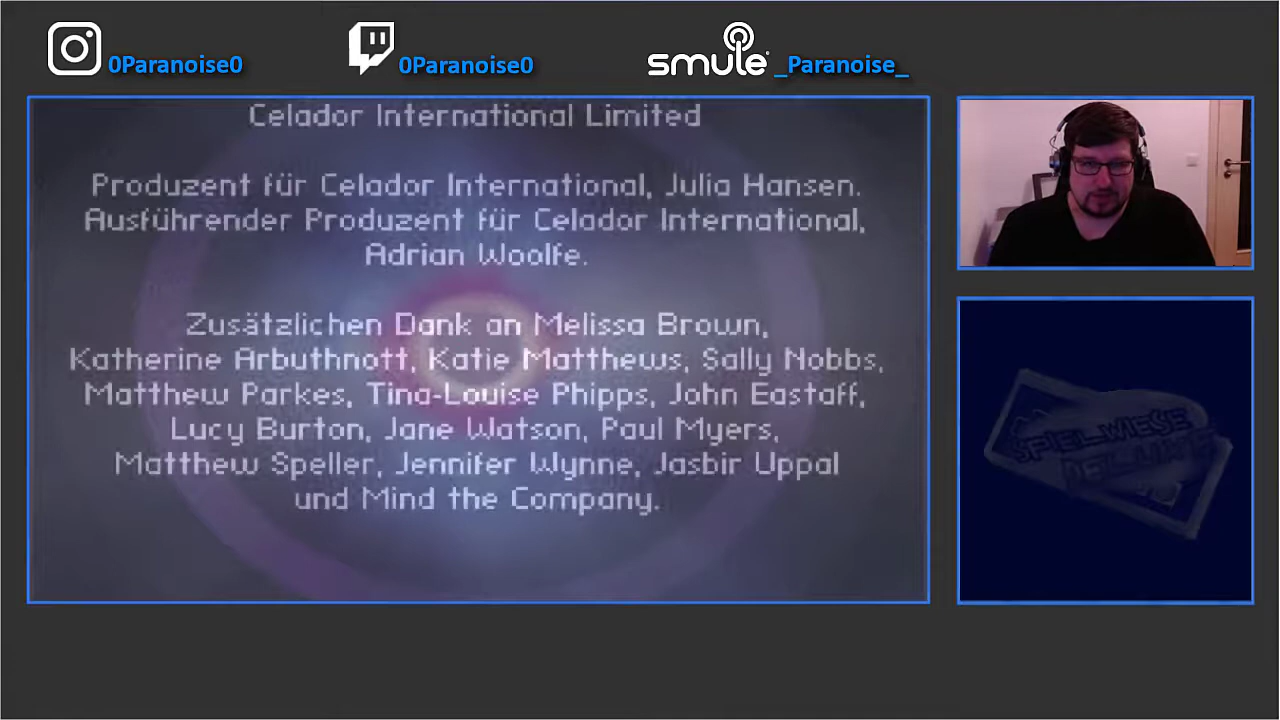 0Paranoise0
0Paranoise0
smule
_Paranoise_
Celador International Limited
Produzent für Celador International, Julia Hansen.
Ausführender Produzent für Celador International,
Adrian Woolfe.
Zusätzlichen Dank an Melissa Brown,
Katherine Arbuthnott, Katie Matthews, Sally Nobbs,
Matthew Parkes, Tina-Louise Phipps, John Eastaff,
Lucy Burton, Jane Watson, Paul Myers,
Matthew Speller, Jennifer Wynne, Jasbir Uppal
und Mind the Company.
SPIEL_WIESE